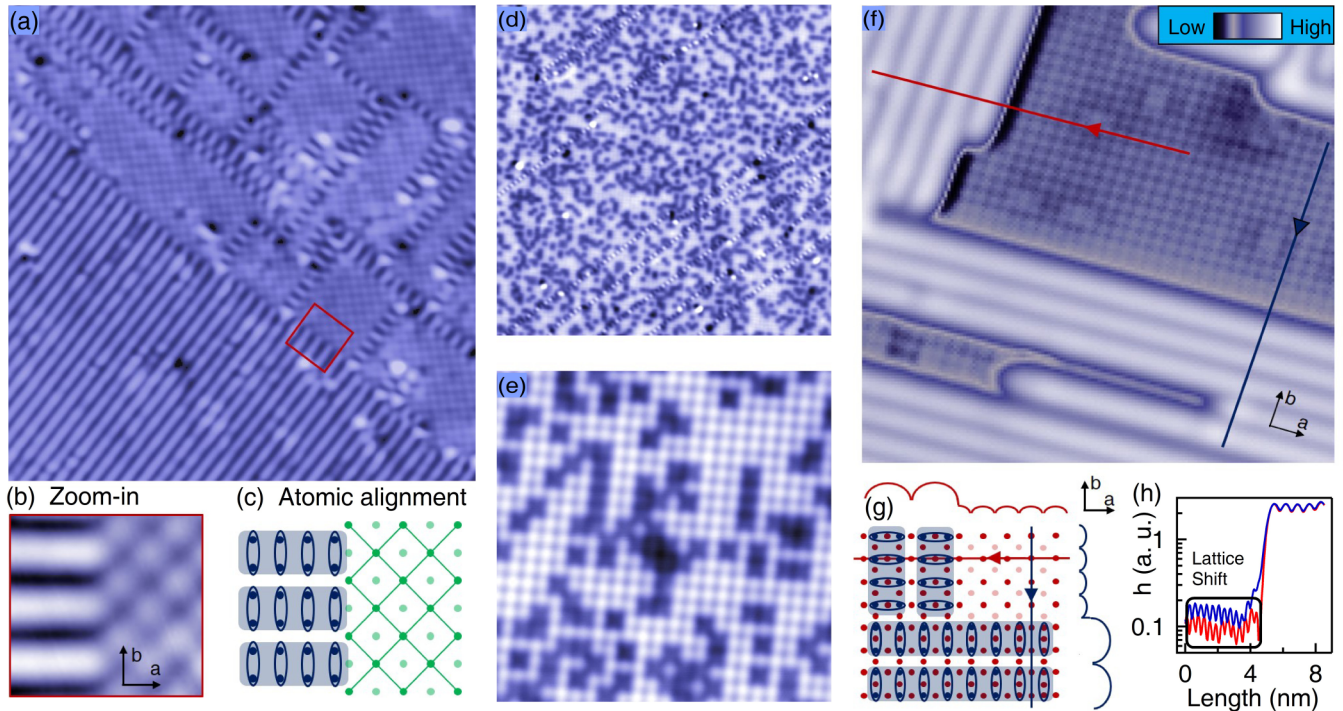 (a)
(d)
(f)
Low High
b
a
(b) Zoom-in
b
a
(c) Atomic alignment
(e)
(g)
b
a
(h)
h (a. u.)
1
0.1
Lattice
Shift
0 4 8
Length (nm)